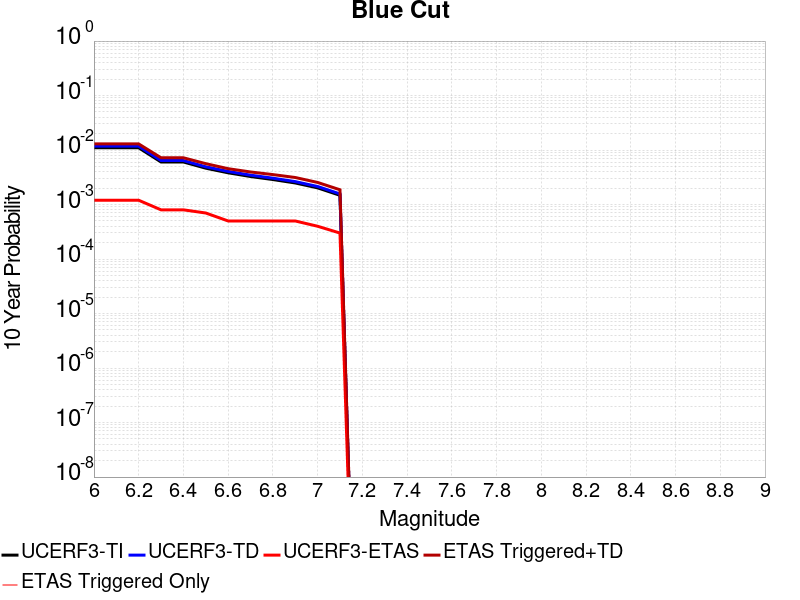 Blue Cut
10 Year Probability
10^0
10^-1
10^-2
10^-3
10^-4
10^-5
10^-6
10^-7
10^-8
6 6.2 6.4 6.6 6.8 7 7.2 7.4 7.6 7.8 8 8.2 8.4 8.6 8.8 9
Magnitude
UCERF3-TI UCERF3-TD UCERF3-ETAS ETAS Triggered+TD
ETAS Triggered Only